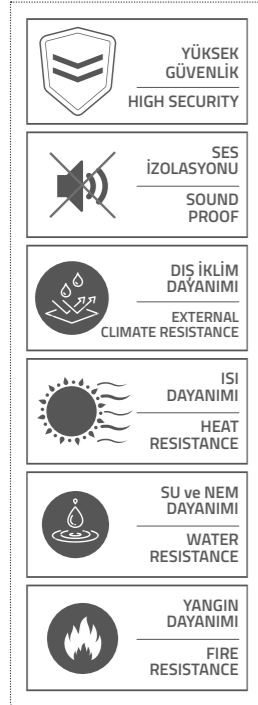 YÜKSEK
GÜVENLİK
HIGH SECURITY
SES
İZOLASYONU
SOUND
PROOF
DIŞ İKLİM
DAYANIMI
EXTERNAL
CLIMATE RESISTANCE
ISI
DAYANIMI
HEAT
RESISTANCE
SU ve NEM
DAYANIMI
WATER
RESISTANCE
YANGIN
DAYANIMI
FIRE
RESISTANCE